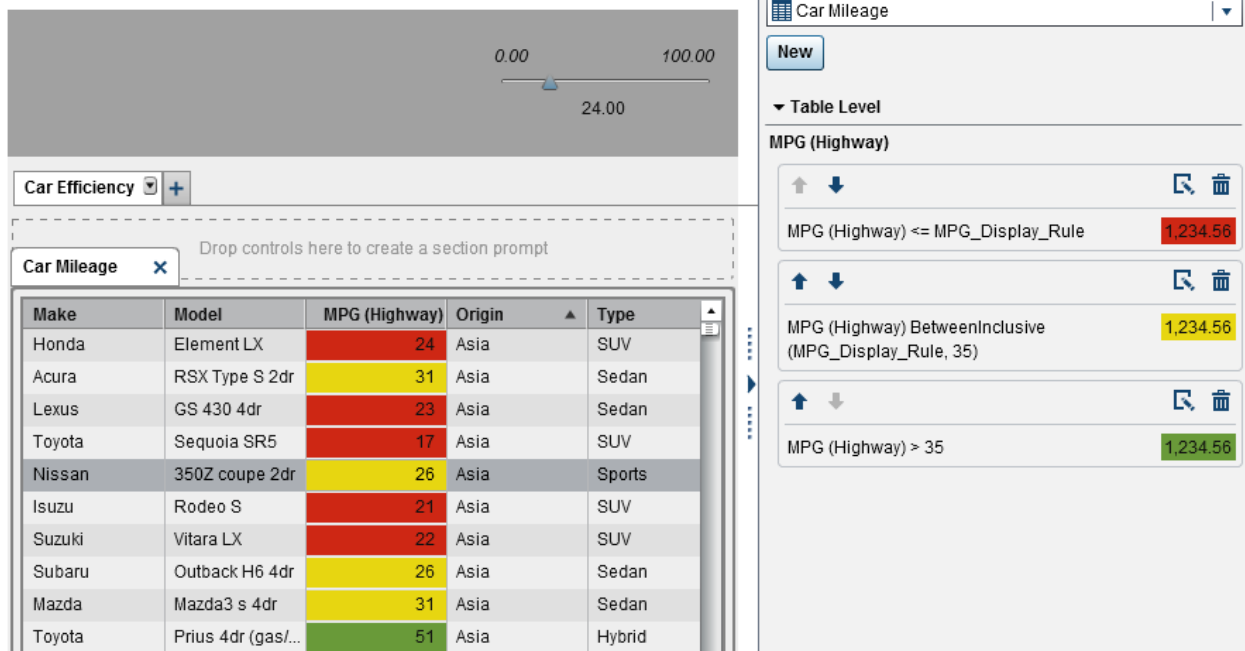 0.00 100.00
24.00
Car Efficiency +
Drop controls here to create a section prompt
Car Mileage ×
Make Model MPG (Highway) Origin Type
Honda Element LX 24 Asia SUV
Acura RSX Type S 2dr 31 Asia Sedan
Lexus GS 430 4dr 23 Asia Sedan
Toyota Sequoia SR5 17 Asia SUV
Nissan 350Z coupe 2dr 26 Asia Sports
Isuzu Rodeo S 21 Asia SUV
Suzuki Vitara LX 22 Asia SUV
Subaru Outback H6 4dr 26 Asia Sedan
Mazda Mazda3 s 4dr 31 Asia Sedan
Toyota Prius 4dr (gas/... 51 Asia Hybrid
Car Mileage
New
Table Level
MPG (Highway)
MPG (Highway) <= MPG_Display_Rule 1,234.56
MPG (Highway) BetweenInclusive 1,234.56
(MPG_Display_Rule, 35)
MPG (Highway) > 35 1,234.56